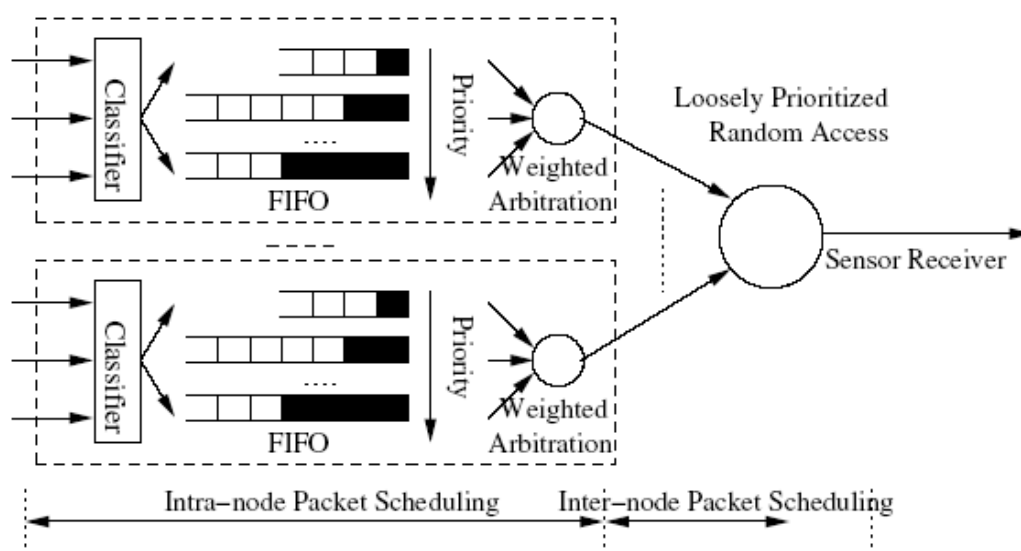 Classifier
FIFO
Priority
Weighted
Arbitration
Loosely Prioritized
Random Access
Sensor Receiver
Classifier
FIFO
Priority
Weighted
Arbitration
Intra-node Packet Scheduling
Inter-node Packet Scheduling